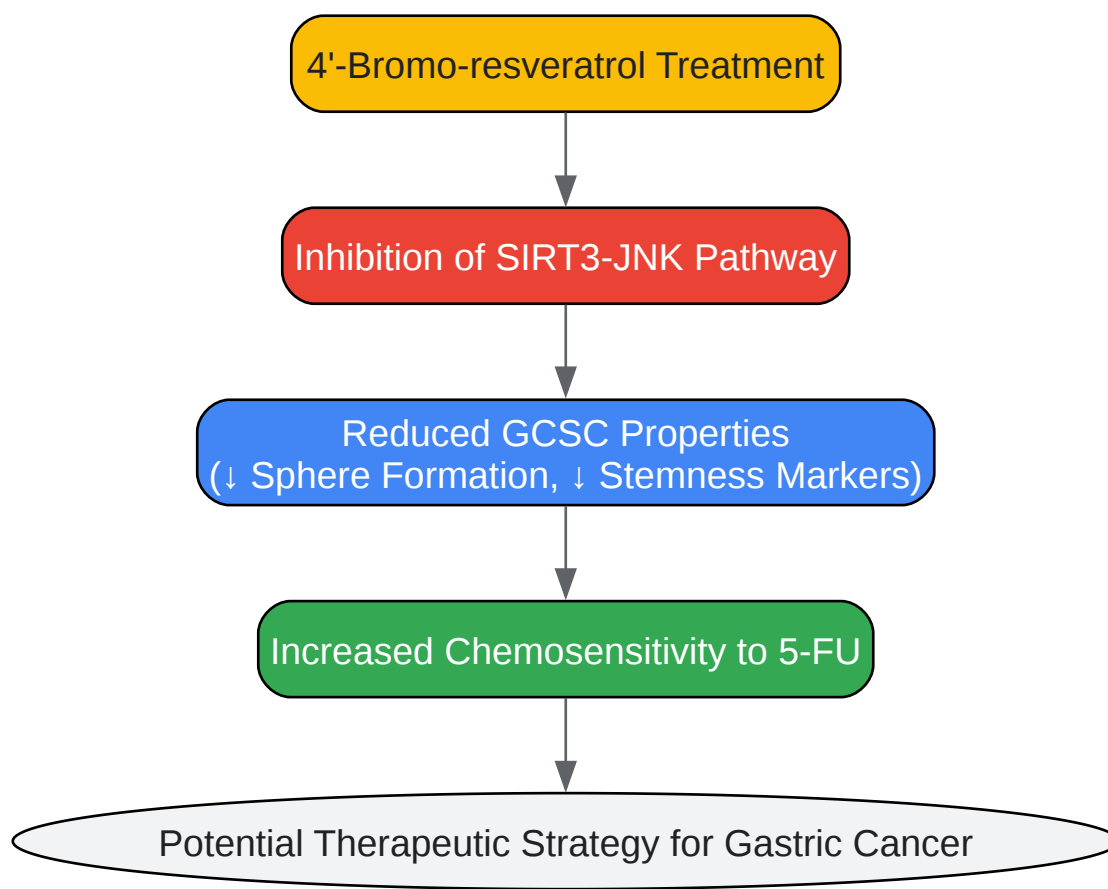 4'-Bromo-resveratrol Treatment
Inhibition of SIRT3-JNK Pathway
Reduced GCSC Properties
(↓ Sphere Formation, ↓ Stemness Markers)
Increased Chemosensitivity to 5-FU
Potential Therapeutic Strategy for Gastric Cancer